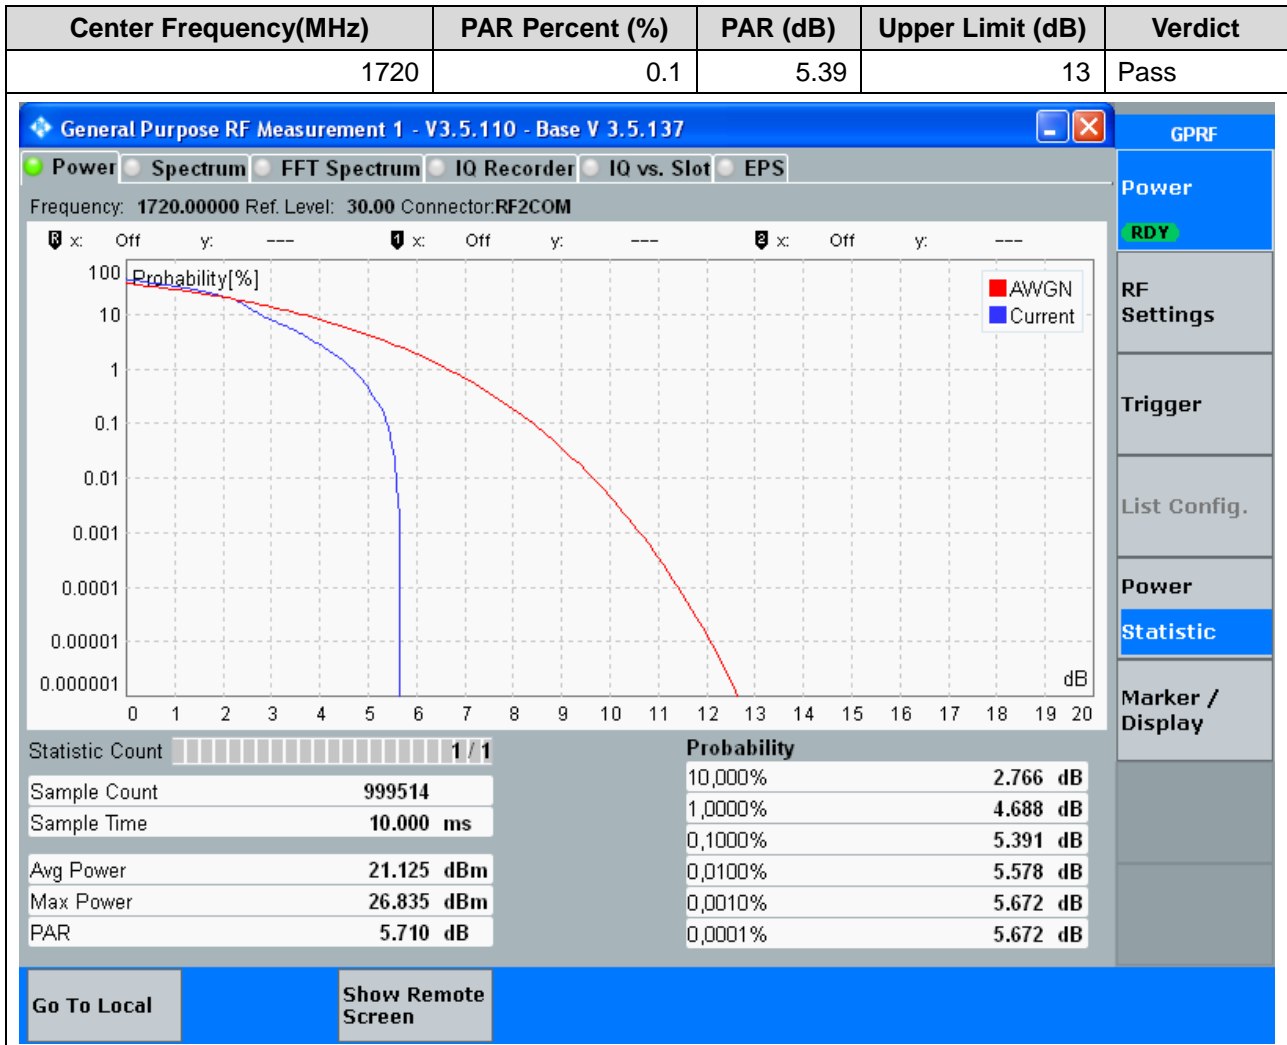 Center Frequency(MHz) PAR Percent (%) PAR (dB) Upper Limit (dB) Verdict
1720 0.1 5.39 13 Pass
General Purpose RF Measurement 1 - V3.5.110 - Base V 3.5.137
GPRF
Power Spectrum FFT Spectrum IQ Recorder IQ vs. Slot EPS
Frequency: 1720.00000 Ref. Level: 30.00 Connector:RF2COM
R x: Off y: --- 1 x: Off y: --- 2 x: Off y: ---
Probability[%]
100
10
1
0.1
0.01
0.001
0.0001
0.00001
0.000001
AWGN
Current
dB
0 1 2 3 4 5 6 7 8 9 10 11 12 13 14 15 16 17 18 19 20
Statistic Count 1 / 1
Sample Count 999514
Sample Time 10.000 ms
Avg Power 21.125 dBm
Max Power 26.835 dBm
PAR 5.710 dB
Probability
10,000% 2.766 dB
1,0000% 4.688 dB
0,1000% 5.391 dB
0,0100% 5.578 dB
0,0010% 5.672 dB
0,0001% 5.672 dB
Power
RDY
RF
Settings
Trigger
List Config.
Power
Statistic
Marker /
Display
Go To Local
Show Remote
Screen